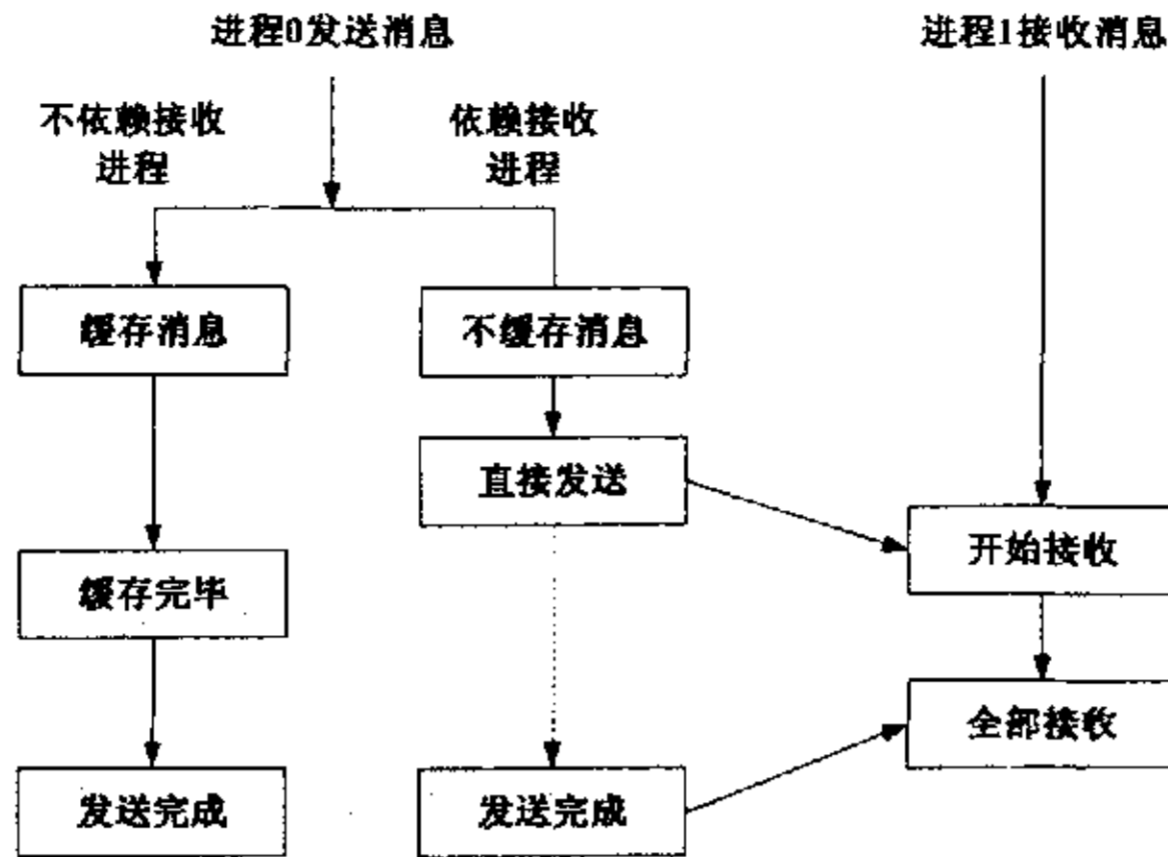 进程0发送消息
进程1接收消息
不依赖接收
进程
依赖接收
进程
缓存消息
不缓存消息
直接发送
开始接收
缓存完毕
全部接收
发送完成
发送完成